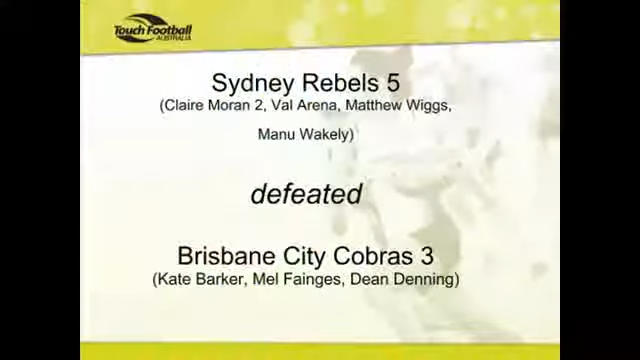 Touch Football
AUSTRALIA
Sydney Rebels 5
(Claire Moran 2, Val Arena, Matthew Wiggs,
Manu Wakely)
defeated
Brisbane City Cobras 3
(Kate Barker, Mel Fainges, Dean Denning)